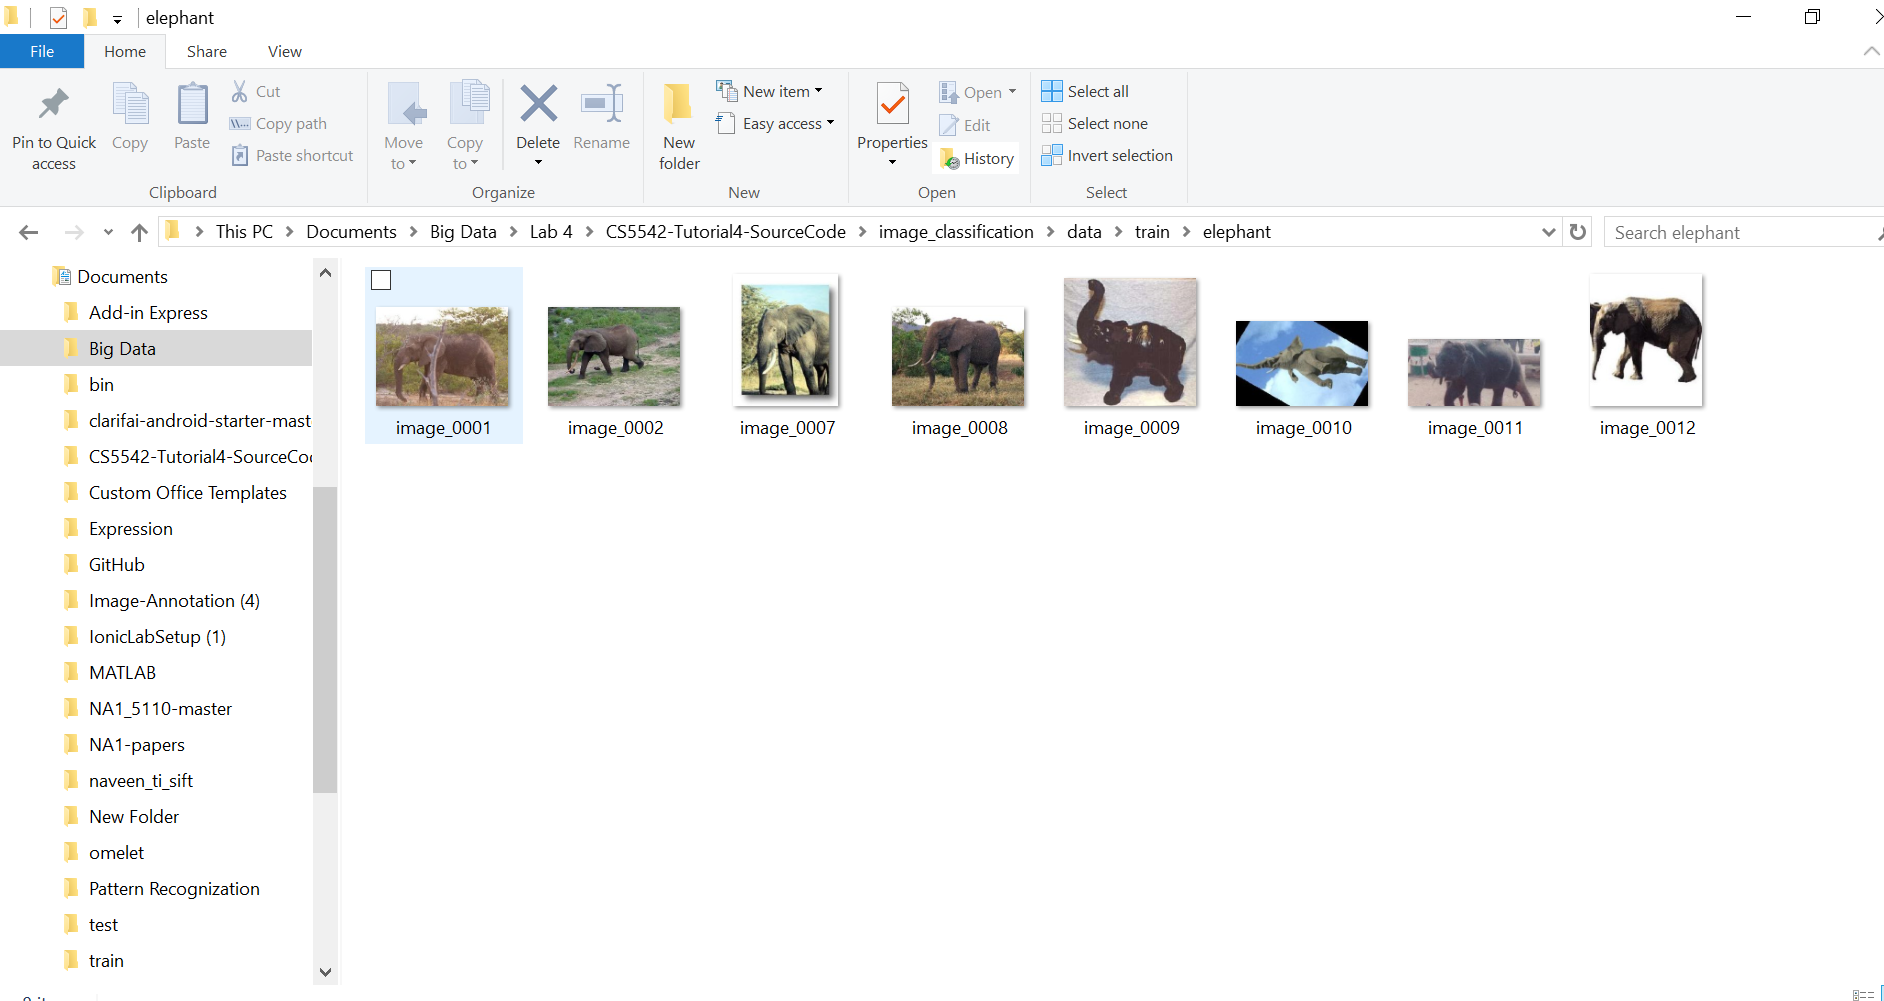 elephant
File Home Share View
Pin to Quick access
Copy
Paste
Cut
Copy path
Paste shortcut
Clipboard
Move to
Copy to
Delete
Rename
Organize
New folder
New item
Easy access
New
Properties
Open
Edit
History
Open
Select all
Select none
Invert selection
Select
This PC > Documents > Big Data > Lab 4 > CS5542-Tutorial4-SourceCode > image_classification > data > train > elephant
Search elephant
Documents
Add-in Express
Big Data
bin
clarifai-android-starter-mast
CS5542-Tutorial4-SourceCo
Custom Office Templates
Expression
GitHub
Image-Annotation (4)
IonicLabSetup (1)
MATLAB
NA1_5110-master
NA1-papers
naveen_ti_sift
New Folder
omelet
Pattern Recognization
test
train
image_0001
image_0002
image_0007
image_0008
image_0009
image_0010
image_0011
image_0012